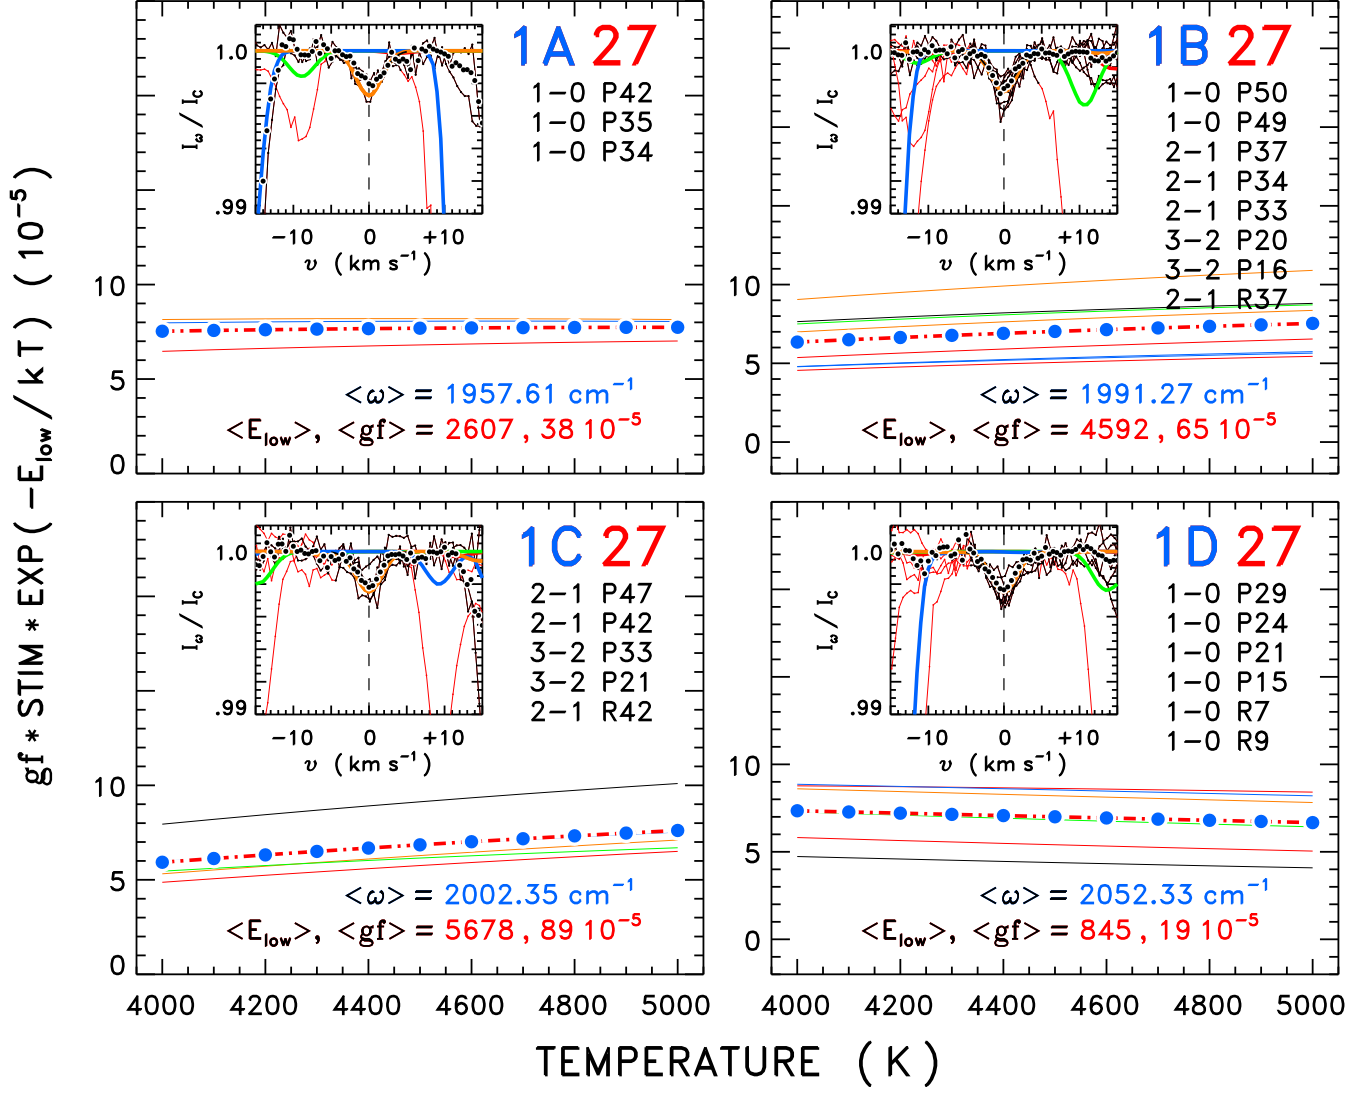 gf*STIM*EXP(−E_low/kT) (10⁻⁵)
1A 27
1-0 P42
1-0 P35
1-0 P34
I_ω / I_C
1.0
.99
-10 0 +10
υ (km s⁻¹)
10
5
0
<ω> = 1957.61 cm⁻¹
<E_low>, <gf> = 2607, 38 10⁻⁵
1B 27
1-0 P50
1-0 P49
2-1 P37
2-1 P34
2-1 P33
3-2 P20
3-2 P16
2-1 R37
I_ω / I_C
1.0
.99
-10 0 +10
υ (km s⁻¹)
10
5
0
<ω> = 1991.27 cm⁻¹
<E_low>, <gf> = 4592, 65 10⁻⁵
1C 27
2-1 P47
2-1 P42
3-2 P33
3-2 P21
2-1 R42
I_ω / I_C
1.0
.99
-10 0 +10
υ (km s⁻¹)
10
5
0
<ω> = 2002.35 cm⁻¹
<E_low>, <gf> = 5678, 89 10⁻⁵
4000 4200 4400 4600 4800 5000
1D 27
1-0 P29
1-0 P24
1-0 P21
1-0 P15
1-0 R7
1-0 R9
I_ω / I_C
1.0
.99
-10 0 +10
υ (km s⁻¹)
10
5
0
<ω> = 2052.33 cm⁻¹
<E_low>, <gf> = 845, 19 10⁻⁵
4000 4200 4400 4600 4800 5000
TEMPERATURE (K)